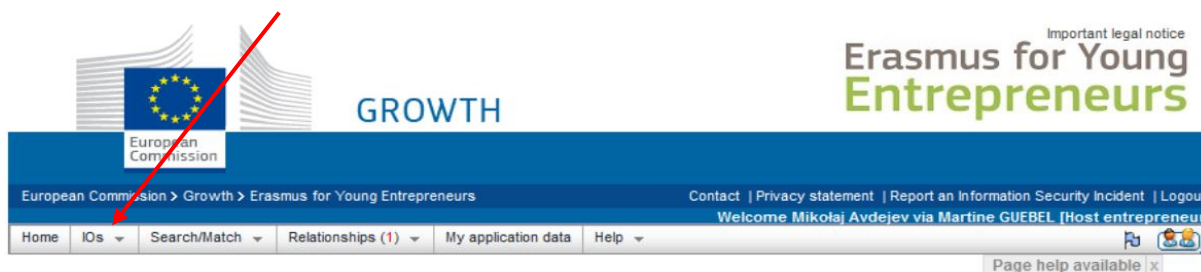 Important legal notice
Erasmus for Young
Entrepreneurs
GROWTH
European
Commission
European Commission > Growth > Erasmus for Young Entrepreneurs
Contact | Privacy statement | Report an Information Security Incident | Logou
Welcome Mikołaj Avdejev via Martine GUEBEL [Host entrepreneur
Home IOs Search/Match Relationships (1) My application data Help
Page help available x